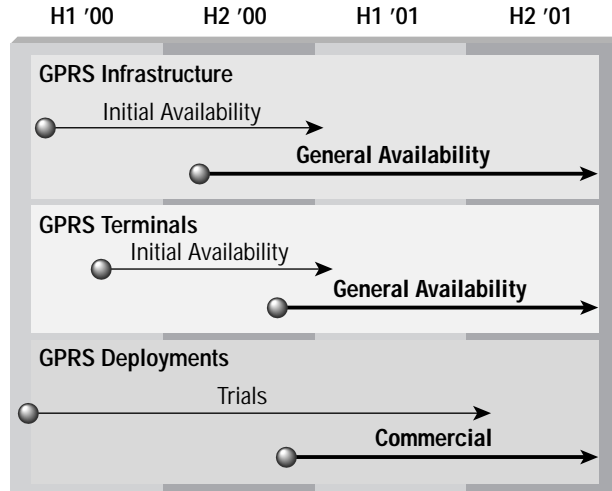 H1 ’00 H2 ’00 H1 ’01 H2 ’01
GPRS Infrastructure
Initial Availability
General Availability
GPRS Terminals
Initial Availability
General Availability
GPRS Deployments
Trials
Commercial